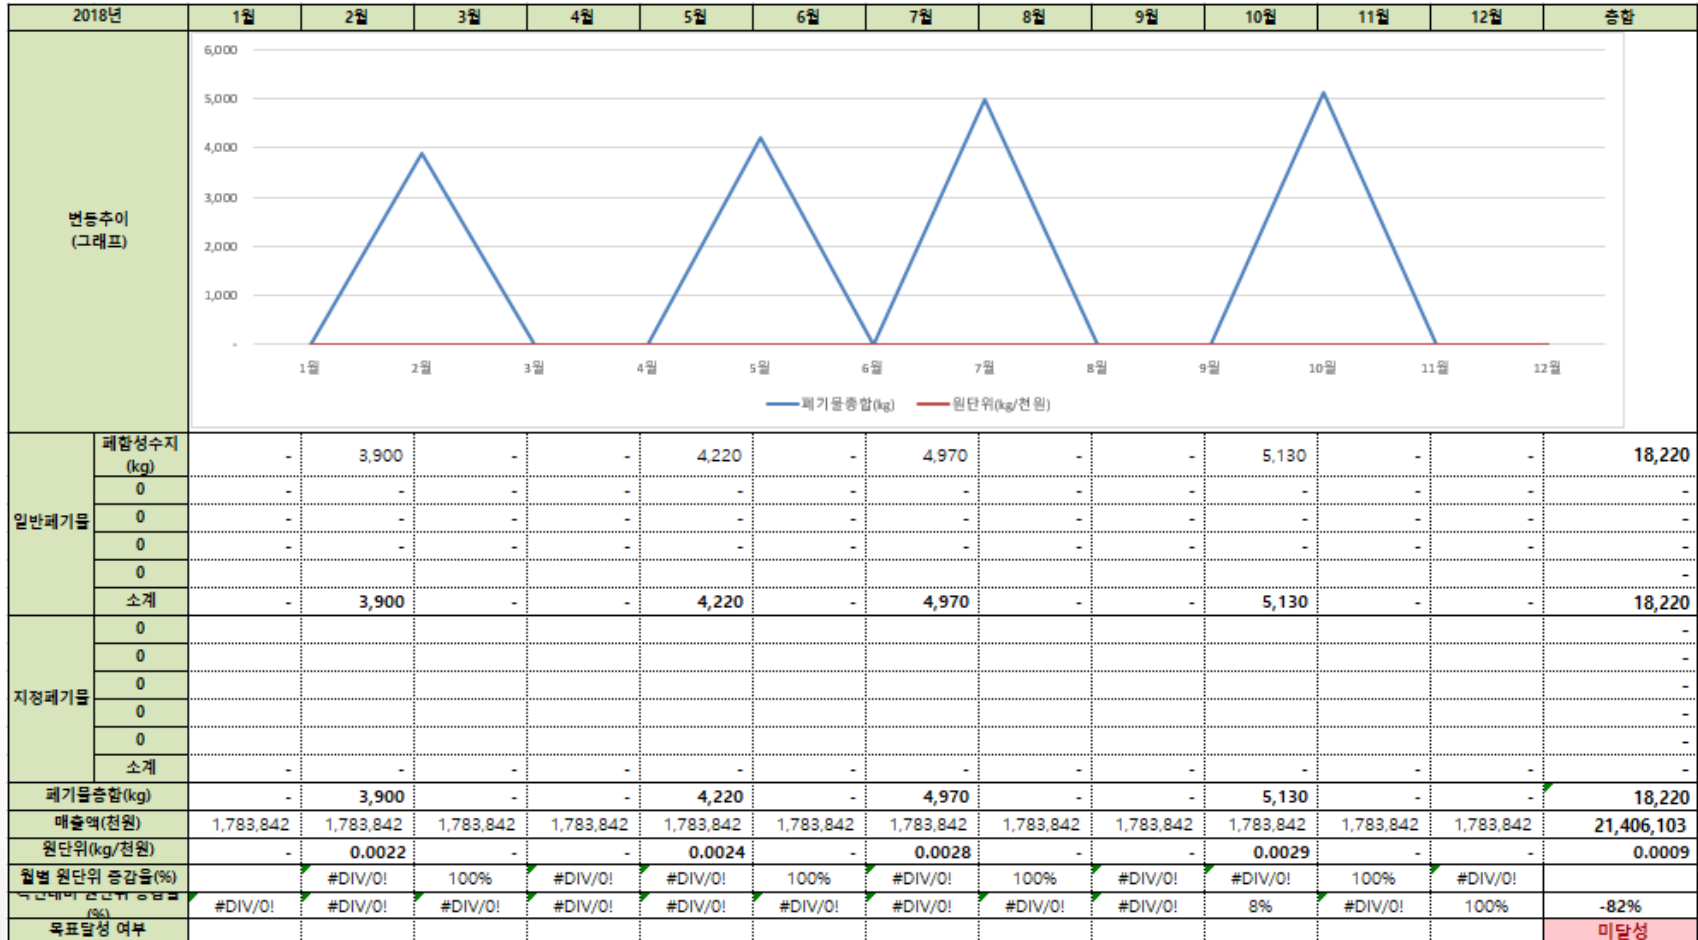 2018년 1월 2월 3월 4월 5월 6월 7월 8월 9월 10월 11월 12월 총합
변동추이
(그래프)
6,000
5,000
4,000
3,000
2,000
1,000
-
1월 2월 3월 4월 5월 6월 7월 8월 9월 10월 11월 12월
폐기물총합(kg) 원단위(kg/천원)
일반폐기물
폐합성수지
(kg) - 3,900 - - 4,220 - 4,970 - - 5,130 - - 18,220
0 - - - - - - - - - - - - -
0 - - - - - - - - - - - - -
0 - - - - - - - - - - - - -
0 -
소계 - 3,900 - - 4,220 - 4,970 - - 5,130 - - 18,220
지정폐기물
0 -
0 -
0 -
0 -
0 -
소계 - - - - - - - - - - - - -
폐기물총합(kg) - 3,900 - - 4,220 - 4,970 - - 5,130 - - 18,220
매출액(천원) 1,783,842 1,783,842 1,783,842 1,783,842 1,783,842 1,783,842 1,783,842 1,783,842 1,783,842 1,783,842 1,783,842 1,783,842 21,406,103
원단위(kg/천원) - 0.0022 - - 0.0024 - 0.0028 - - 0.0029 - - 0.0009
월별 원단위 증감율(%) #DIV/0! 100% #DIV/0! #DIV/0! 100% #DIV/0! 100% #DIV/0! #DIV/0! 100% #DIV/0!
원단위 (%) #DIV/0! #DIV/0! #DIV/0! #DIV/0! #DIV/0! #DIV/0! #DIV/0! #DIV/0! #DIV/0! 8% #DIV/0! 100% -82%
목표달성 여부 미달성